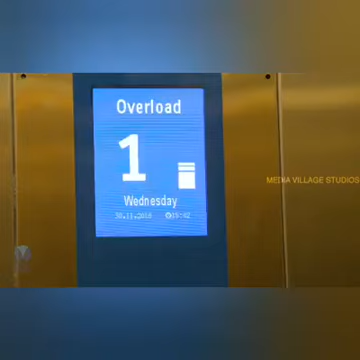 Overload
1
Wednesday
30.11.2016
MEDIA VILLAGE STUDIOS